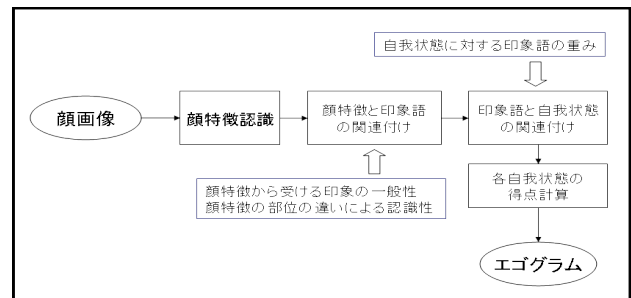 自我状態に対する印象語の重み
顔画像
顔特徴認識
顔特徴と印象語
の関連付け
印象語と自我状態
の関連付け
顔特徴から受ける印象の一般性
顔特徴の部位の違いによる認識性
各自我状態の
得点計算
エゴグラム